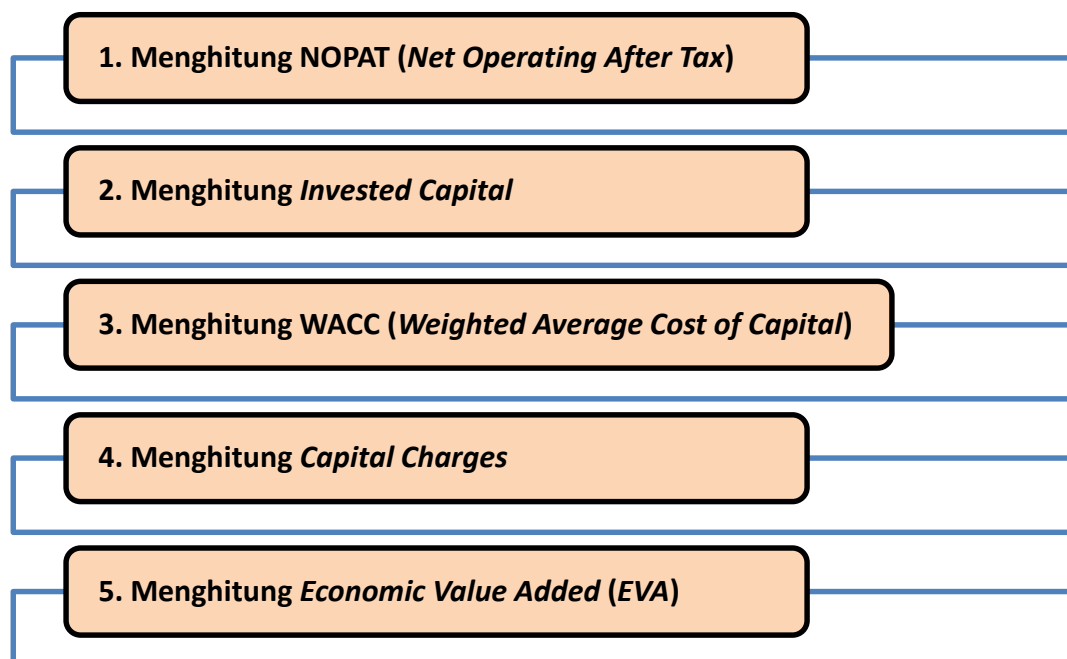 1. Menghitung NOPAT (Net Operating After Tax)
2. Menghitung Invested Capital
3. Menghitung WACC (Weighted Average Cost of Capital)
4. Menghitung Capital Charges
5. Menghitung Economic Value Added (EVA)